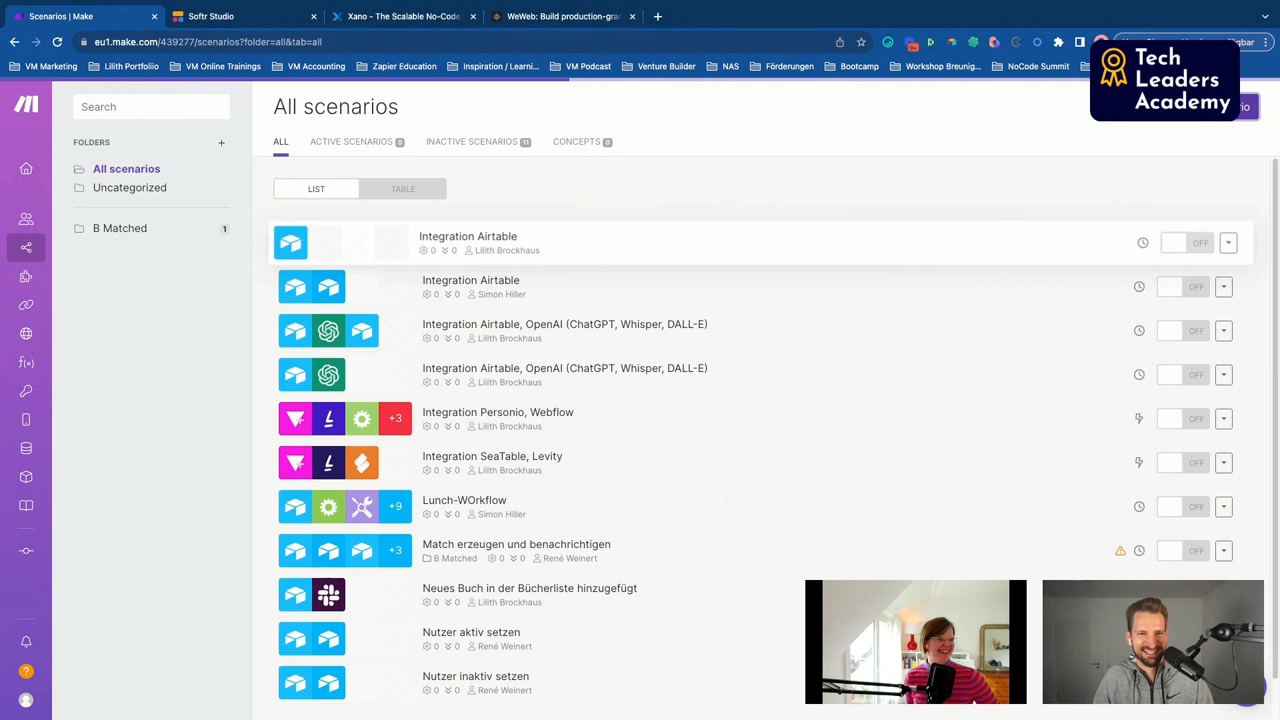 Scenarios | Make
Softr Studio
Xano - The Scalable No-Code
WeWeb: Build production-gra
eu1.make.com/439277/scenarios?folder=all&tab=all
9+
VM Marketing
Lilith Portfoliio
VM Online Trainings
VM Accounting
Zapier Education
Inspiration / Learni...
VM Podcast
Venture Builder
NAS
Förderungen
Bootcamp
Workshop Breunig...
NoCode Summit
Tech
Leaders
Academy
Search
FOLDERS
All scenarios
Uncategorized
B Matched
1
All scenarios
io
ALL
ACTIVE SCENARIOS 0
INACTIVE SCENARIOS 11
CONCEPTS 0
LIST
TABLE
Integration Airtable
0 0 Lilith Brockhaus
OFF
Integration Airtable
0 0 Simon Hiller
OFF
Integration Airtable, OpenAI (ChatGPT, Whisper, DALL-E)
0 0 Lilith Brockhaus
OFF
Integration Airtable, OpenAI (ChatGPT, Whisper, DALL-E)
0 0 Lilith Brockhaus
OFF
+3
Integration Personio, Webflow
0 0 Lilith Brockhaus
OFF
Integration SeaTable, Levity
0 0 Lilith Brockhaus
OFF
+9
Lunch-WOrkflow
0 0 Simon Hiller
OFF
+3
Match erzeugen und benachrichtigen
B Matched 0 0 René Weinert
OFF
Neues Buch in der Bücherliste hinzugefügt
0 0 Lilith Brockhaus
Nutzer aktiv setzen
0 0 René Weinert
Nutzer inaktiv setzen
0 0 René Weinert